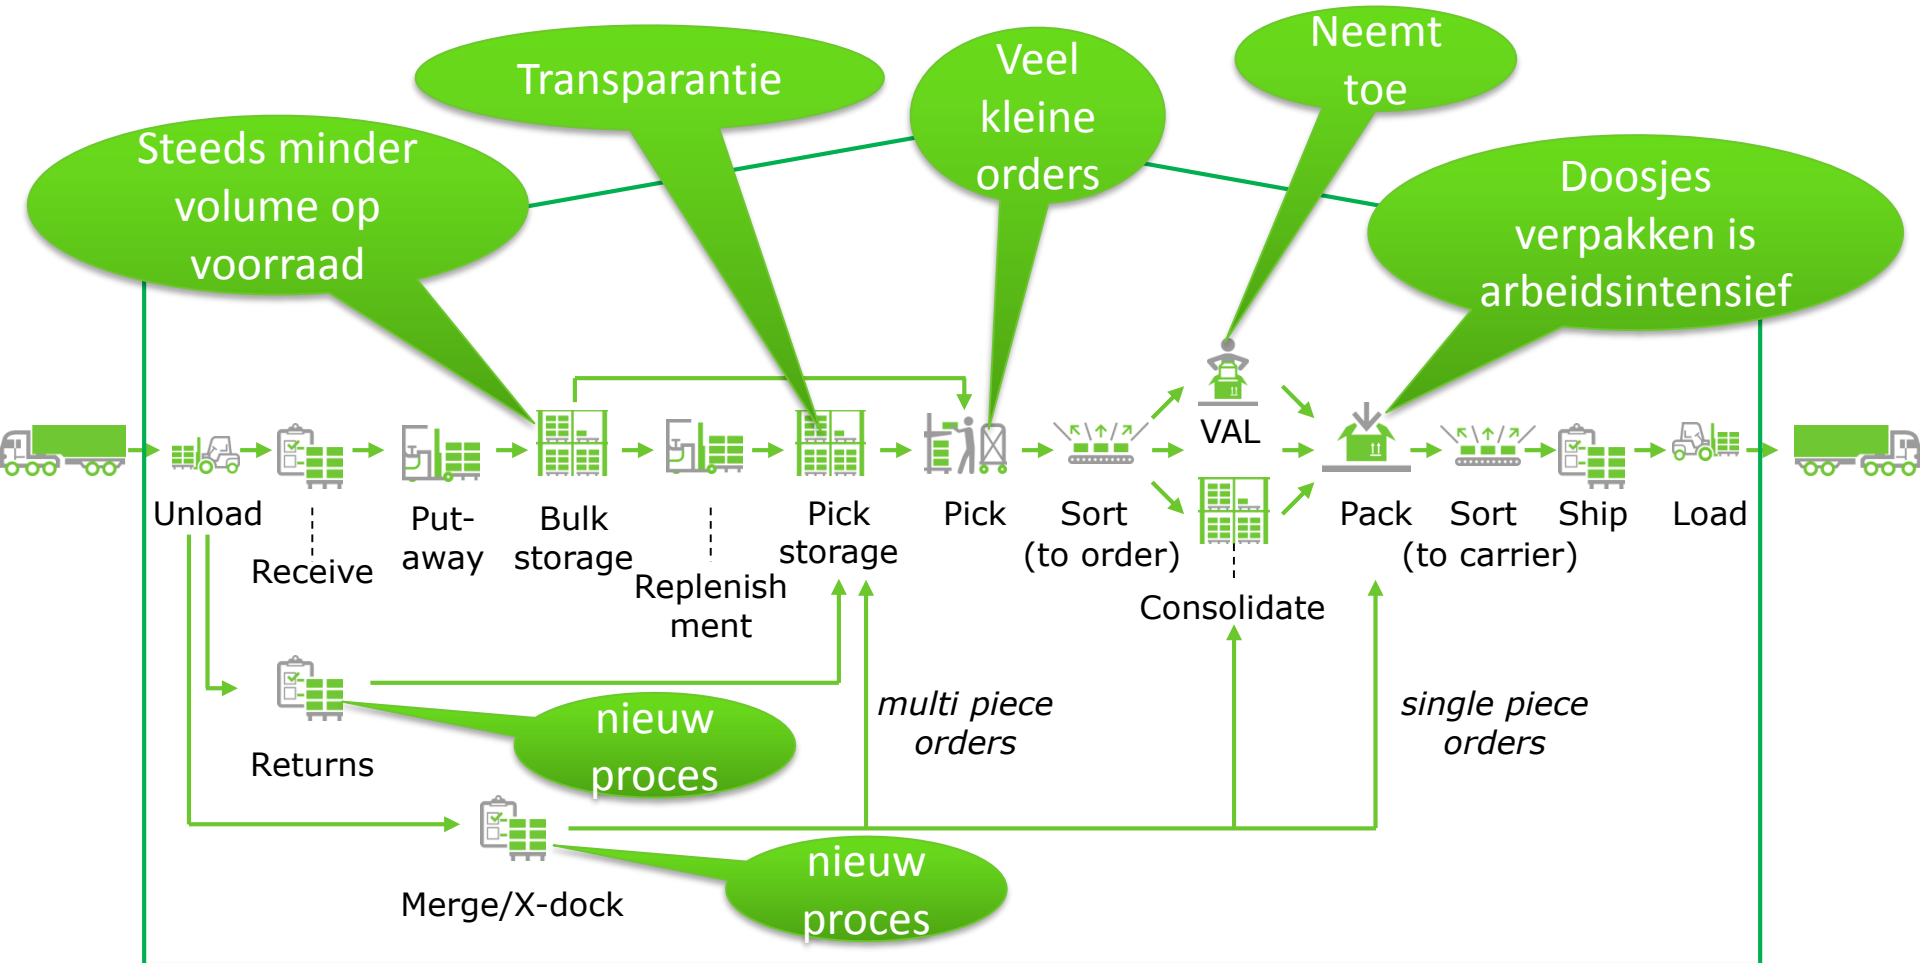 Transparantie
Veel
kleine
orders
Neemt
toe
Steeds minder
volume op
voorraad
Doosjes
verpakken is
arbeidsintensief
VAL
Unload
Receive
Put-
away
Bulk
storage
Replenish
ment
Pick
storage
Pick
Sort
(to order)
Consolidate
Pack
Sort
(to carrier)
Ship
Load
Returns
nieuw
proces
multi piece
orders
single piece
orders
Merge/X-dock
nieuw
proces